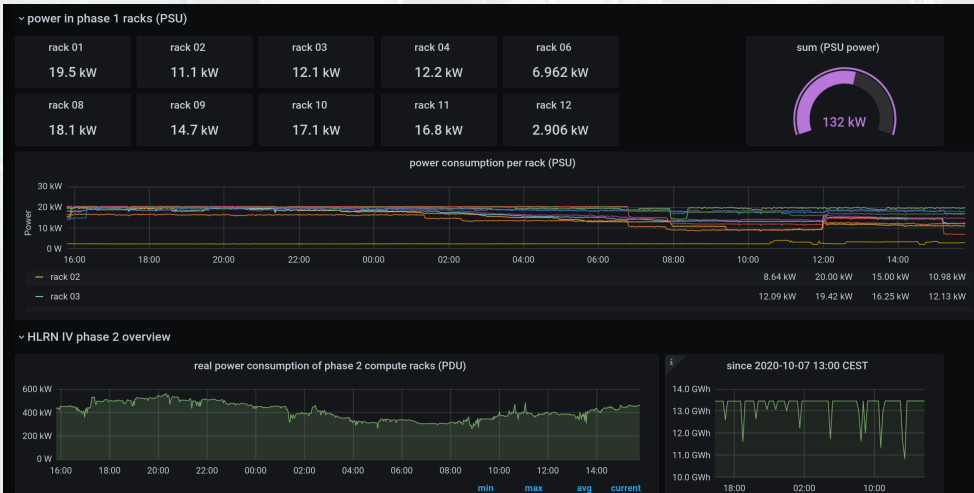 power in phase 1 racks (PSU)
rack 01 rack 02 rack 03 rack 04 rack 06 sum (PSU power)
19.5 kW 11.1 kW 12.1 kW 12.2 kW 6.962 kW
rack 08 rack 09 rack 10 rack 11 rack 12
18.1 kW 14.7 kW 17.1 kW 16.8 kW 2.906 kW
132 kW
power consumption per rack (PSU)
Power
30 kW
20 kW
10 kW
0 W
16:00 18:00 20:00 22:00 00:00 02:00 04:00 06:00 08:00 10:00 12:00 14:00
rack 02 8.64 kW 20.00 kW 15.00 kW 10.98 kW
rack 03 12.09 kW 19.42 kW 16.25 kW 12.13 kW
HLRN IV phase 2 overview
real power consumption of phase 2 compute racks (PDU)
600 kW
400 kW
200 kW
0 W
16:00 18:00 20:00 22:00 00:00 02:00 04:00 06:00 08:00 10:00 12:00 14:00
min max avg current
i
since 2020-10-07 13:00 CEST
14.0 GWh
13.0 GWh
12.0 GWh
11.0 GWh
10.0 GWh
18:00 02:00 10:00